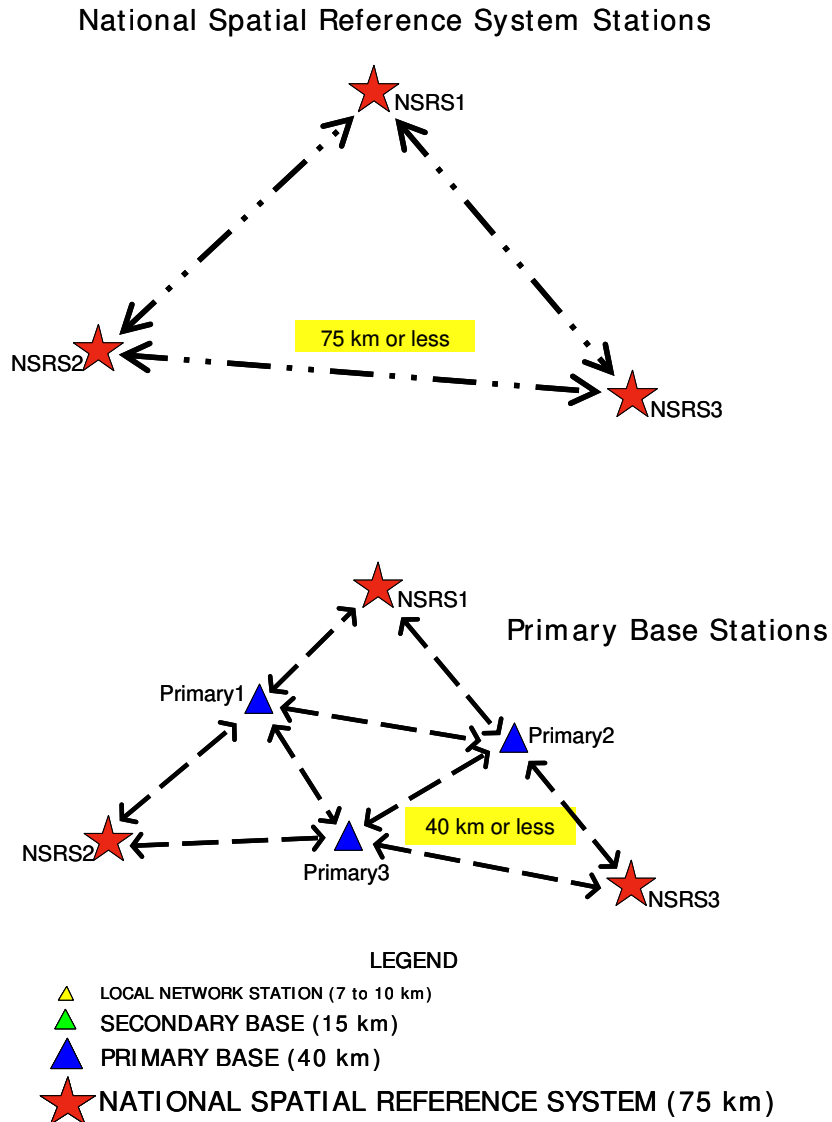 National Spatial Reference System Stations
NSRS1
75 km or less
NSRS2
NSRS3
NSRS1
Primary Base Stations
Primary1
Primary2
40 km or less
NSRS2
Primary3
NSRS3
LEGEND
LOCAL NETWORK STATION (7 to 10 km)
SECONDARY BASE (15 km)
PRIMARY BASE (40 km)
NATIONAL SPATIAL REFERENCE SYSTEM (75 km)